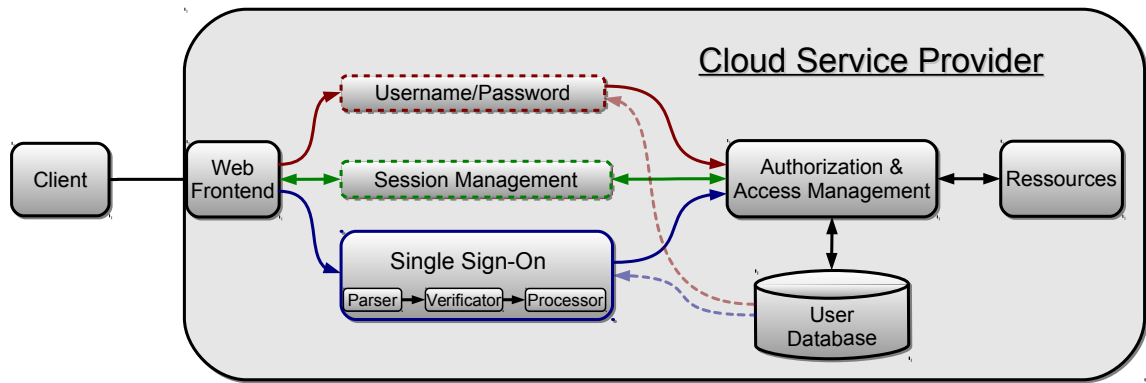 Cloud Service Provider
Username/Password
Client
Web
Frontend
Session Management
Authorization &
Access Management
Ressources
Single Sign-On
Parser
Verificator
Processor
User
Database